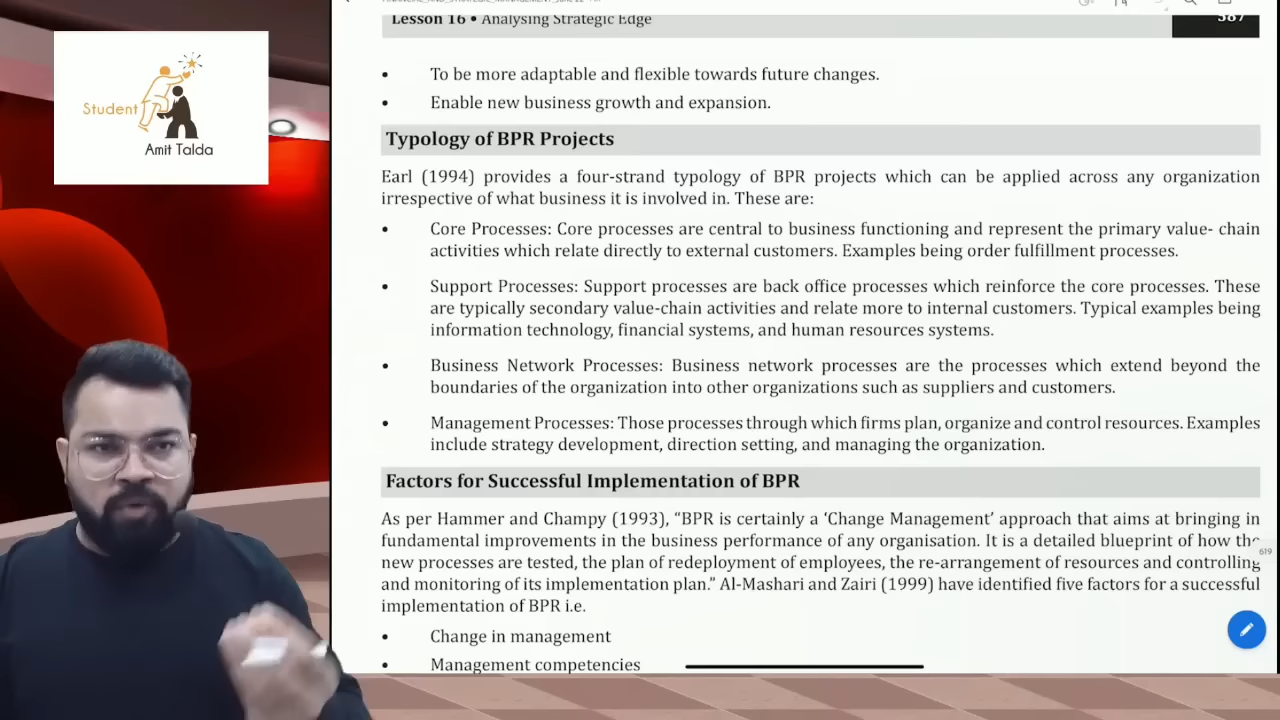 Lesson 16 • Analysing Strategic Edge
387
• To be more adaptable and flexible towards future changes.
• Enable new business growth and expansion.
Student
Amit Talda
Typology of BPR Projects
Earl (1994) provides a four-strand typology of BPR projects which can be applied across any organization
irrespective of what business it is involved in. These are:
• Core Processes: Core processes are central to business functioning and represent the primary value- chain
activities which relate directly to external customers. Examples being order fulfillment processes.
• Support Processes: Support processes are back office processes which reinforce the core processes. These
are typically secondary value-chain activities and relate more to internal customers. Typical examples being
information technology, financial systems, and human resources systems.
• Business Network Processes: Business network processes are the processes which extend beyond the
boundaries of the organization into other organizations such as suppliers and customers.
• Management Processes: Those processes through which firms plan, organize and control resources. Examples
include strategy development, direction setting, and managing the organization.
Factors for Successful Implementation of BPR
As per Hammer and Champy (1993), “BPR is certainly a ‘Change Management’ approach that aims at bringing in
fundamental improvements in the business performance of any organisation. It is a detailed blueprint of how the
new processes are tested, the plan of redeployment of employees, the re-arrangement of resources and controlling
and monitoring of its implementation plan.” Al-Mashari and Zairi (1999) have identified five factors for a successful
implementation of BPR i.e.
619
• Change in management
• Management competencies